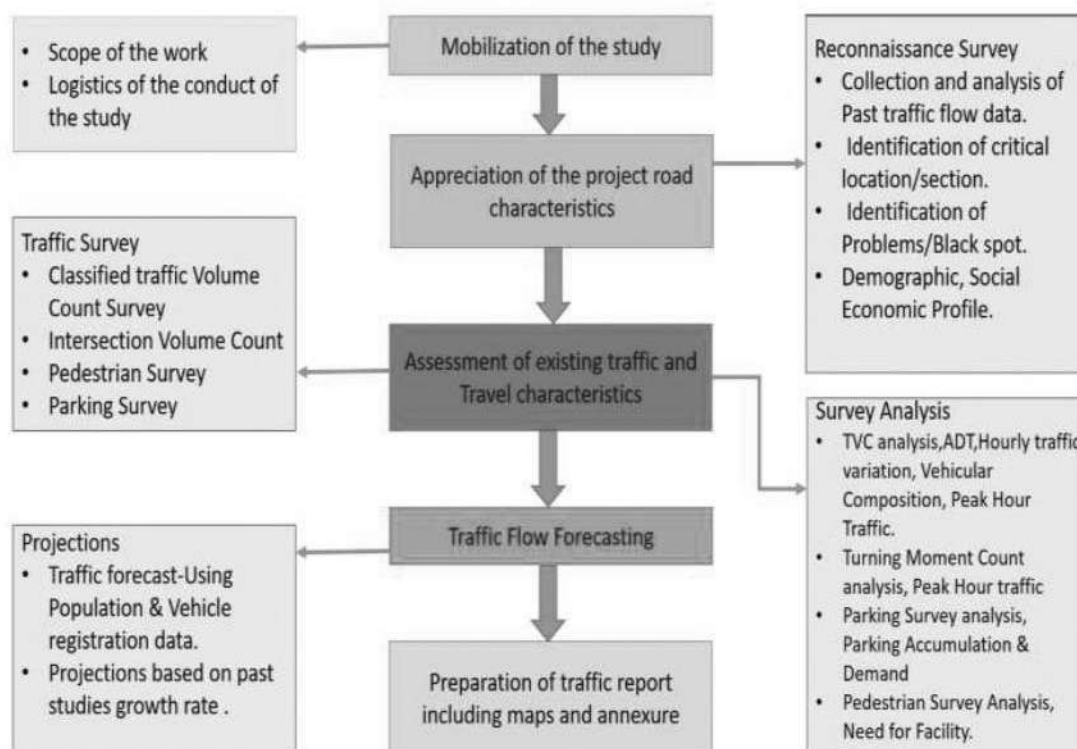 Mobilization of the study
• Scope of the work
• Logistics of the conduct of
the study
Appreciation of the project road
characteristics
Reconnaissance Survey
• Collection and analysis of
Past traffic flow data.
• Identification of critical
location/section.
• Identification of
Problems/Black spot.
• Demographic, Social
Economic Profile.
Assessment of existing traffic and
Travel characteristics
Traffic Survey
• Classified traffic Volume
Count Survey
• Intersection Volume Count
• Pedestrian Survey
• Parking Survey
Survey Analysis
• TVC analysis,ADT,Hourly traffic
variation, Vehicular
Composition, Peak Hour
Traffic.
• Turning Moment Count
analysis, Peak Hour traffic
• Parking Survey analysis,
Parking Accumulation &
Demand
• Pedestrian Survey Analysis,
Need for Facility.
Traffic Flow Forecasting
Projections
• Traffic forecast-Using
Population & Vehicle
registration data.
• Projections based on past
studies growth rate .
Preparation of traffic report
including maps and annexure